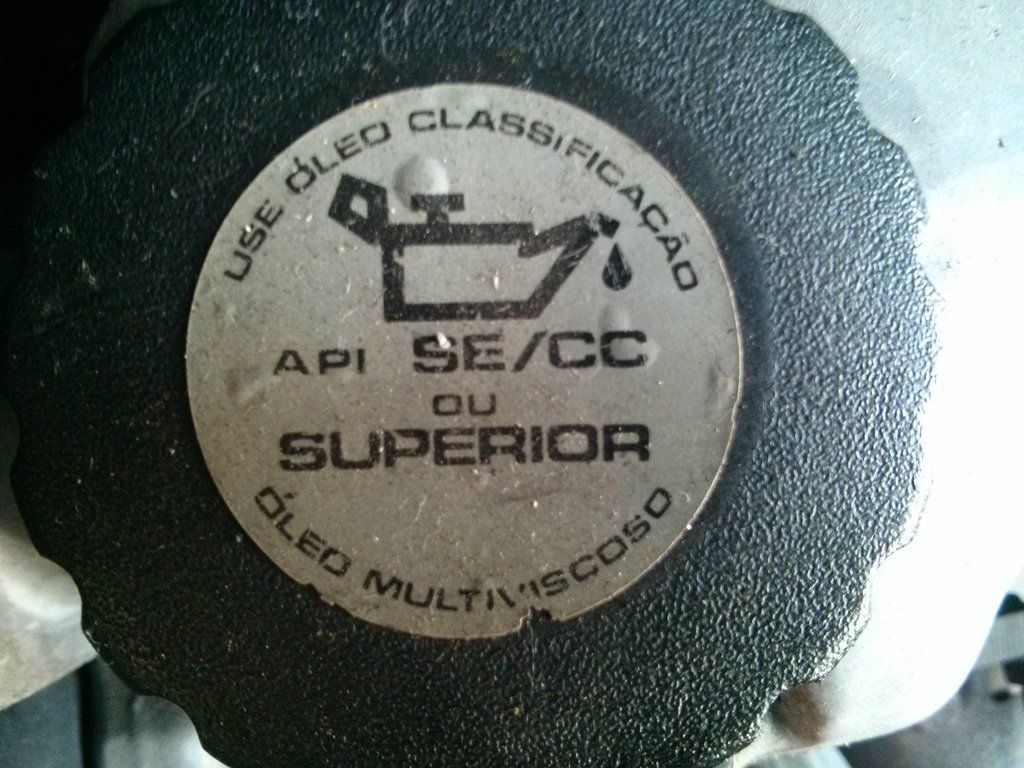 USE ÓLEO CLASSIFICAÇÃO
API SE/CC
OU
SUPERIOR
ÓLEO MULTIVISCOSO